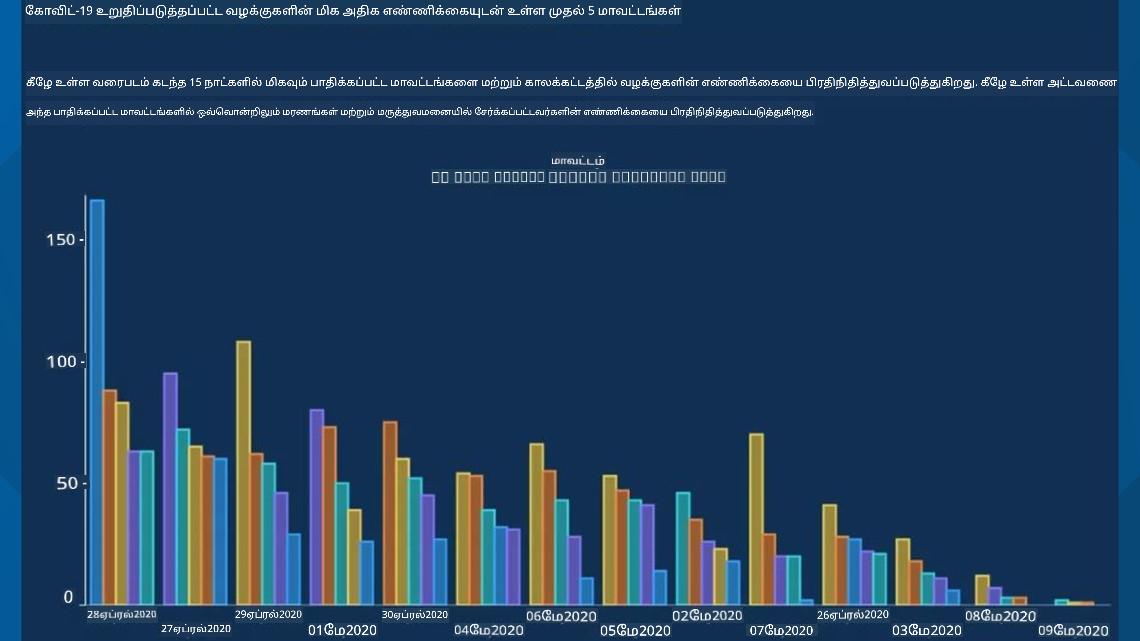 கோவிட்-19 உறுதிப்படுத்தப்பட்ட வழக்குகளின் மிக அதிக எண்ணிக்கையுடன் உள்ள முதல் 5 மாவட்டங்கள்
கீழே உள்ள வரைபடம் கடந்த 15 நாட்களில் மிகவும் பாதிக்கப்பட்ட மாவட்டங்களை மற்றும் காலக்கட்டத்தில் வழக்குகளின் எண்ணிக்கையை பிரதிநிதித்துவப்படுத்துகிறது. கீழே உள்ள அட்டவணை
அந்த பாதிக்கப்பட்ட மாவட்டங்களில் ஒவ்வொன்றிலும் மரணங்கள் மற்றும் மருத்துவமனையில் சேர்க்கப்பட்டவர்களின் எண்ணிக்கையை பிரதிநிதித்துவப்படுத்துகிறது.
மாவட்டம்
150
100
50
0
28ஏப்ரல்2020 29ஏப்ரல்2020 30ஏப்ரல்2020 06மே2020 02மே2020 26ஏப்ரல்2020 08மே2020
27ஏப்ரல்2020 01மே2020 04மே2020 05மே2020 07மே2020 03மே2020 09மே2020